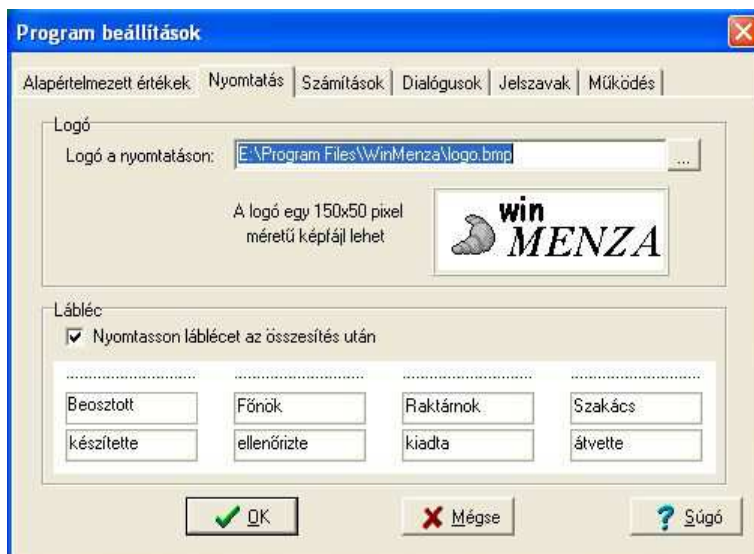 Program beállítások
Alapértelmezett értékek Nyomtatás Számítások Dialógusok Jelszavak Működés
Logó
Logó a nyomtatáson: E:\Program Files\WinMenza\logo.bmp ...
A logó egy 150x50 pixel
méretű képfájl lehet
win
MENZA
Lábléc
Nyomtasson láblécet az összesítés után
Beosztott Főnök Raktárnok Szakács
készítette ellenőrizte kiadta átvette
OK Mégse ? Súgó